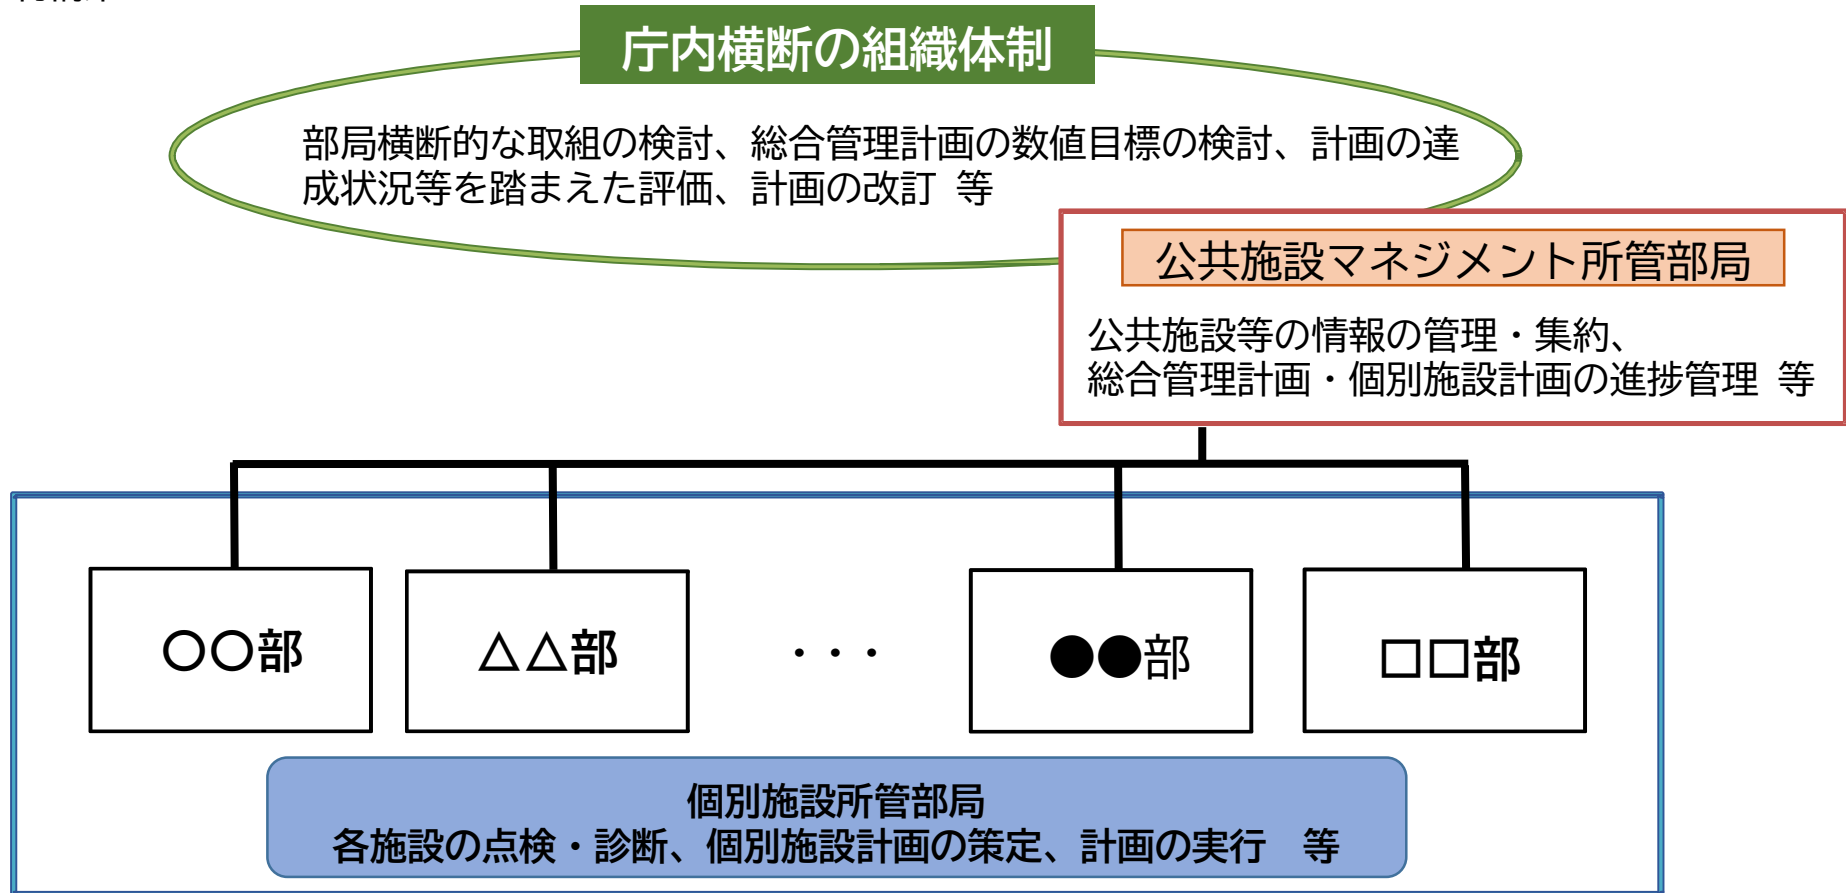 庁内横断の組織体制
部局横断的な取組の検討、総合管理計画の数値目標の検討、計画の達
成状況等を踏まえた評価、計画の改訂 等
公共施設マネジメント所管部局
公共施設等の情報の管理・集約、
総合管理計画・個別施設計画の進捗管理 等
〇〇部
△△部
・・・
●●部
□□部
個別施設所管部局
各施設の点検・診断、個別施設計画の策定、計画の実行　等